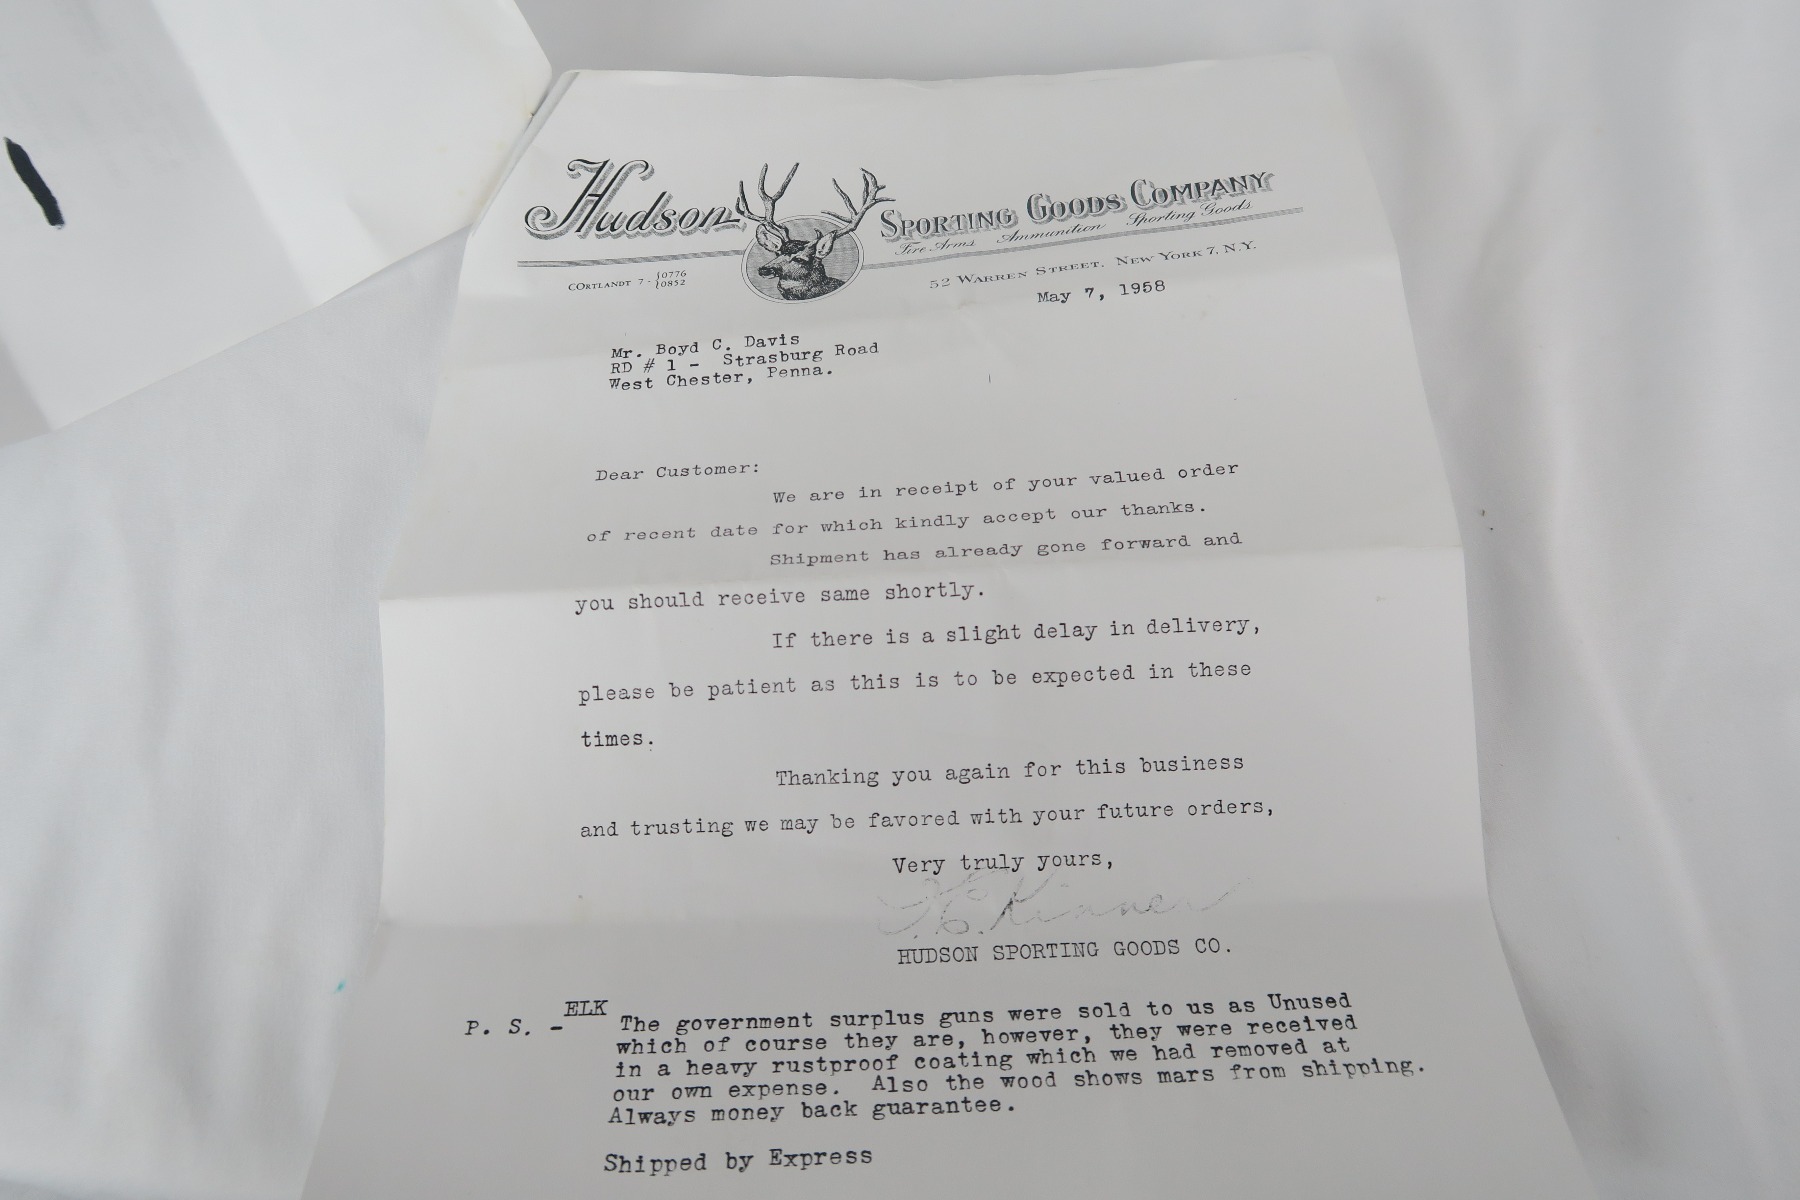 Hudson SPORTING GOODS COMPANY
Fire Arms Ammunition Sporting Goods
COrtlandt 7 - {0776
{0852
52 WARREN STREET. NEW YORK 7, N.Y.
May 7, 1958
Mr. Boyd C. Davis
RD # 1 - Strasburg Road
West Chester, Penna.
Dear Customer:
We are in receipt of your valued order
of recent date for which kindly accept our thanks.
Shipment has already gone forward and
you should receive same shortly.
If there is a slight delay in delivery,
please be patient as this is to be expected in these
times.
Thanking you again for this business
and trusting we may be favored with your future orders,
Very truly yours,
Kinner
HUDSON SPORTING GOODS CO.
P. S. - ELK The government surplus guns were sold to us as Unused
which of course they are, however, they were received
in a heavy rustproof coating which we had removed at
our own expense. Also the wood shows mars from shipping.
Always money back guarantee.
Shipped by Express